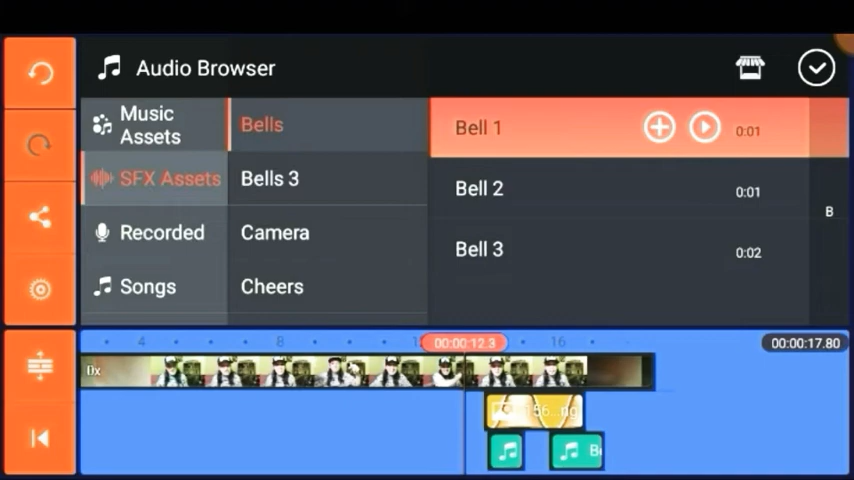 Audio Browser
Music
Assets
SFX Assets
Recorded
Songs
Bells
Bells 3
Camera
Cheers
Bell 1
0:01
Bell 2
0:01
Bell 3
0:02
B
4
8
00:00:12.3
16
00:00:17.80